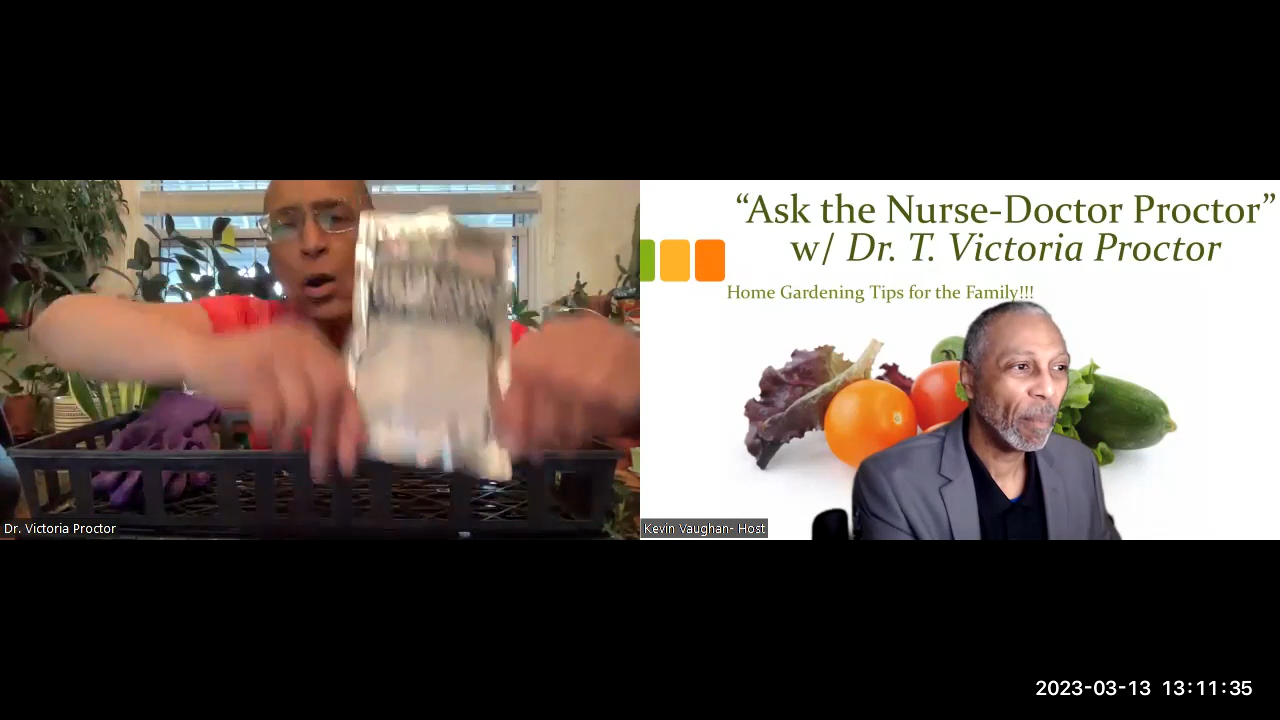 “Ask the Nurse-Doctor Proctor”
w/ Dr. T. Victoria Proctor
Home Gardening Tips for the Family!!!
Dr. Victoria Proctor
Kevin Vaughan- Host
2023-03-13 13:11:35